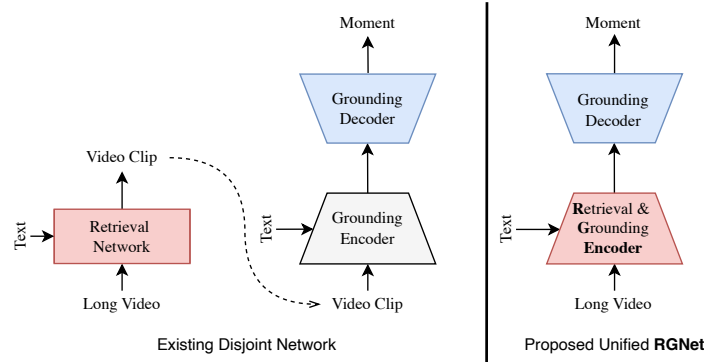 Moment
Grounding
Decoder
Video Clip
Text
Retrieval
Network
Long Video
Text
Grounding
Encoder
Video Clip
Existing Disjoint Network
Moment
Grounding
Decoder
Text
Retrieval &
Grounding
Encoder
Long Video
Proposed Unified RGNet